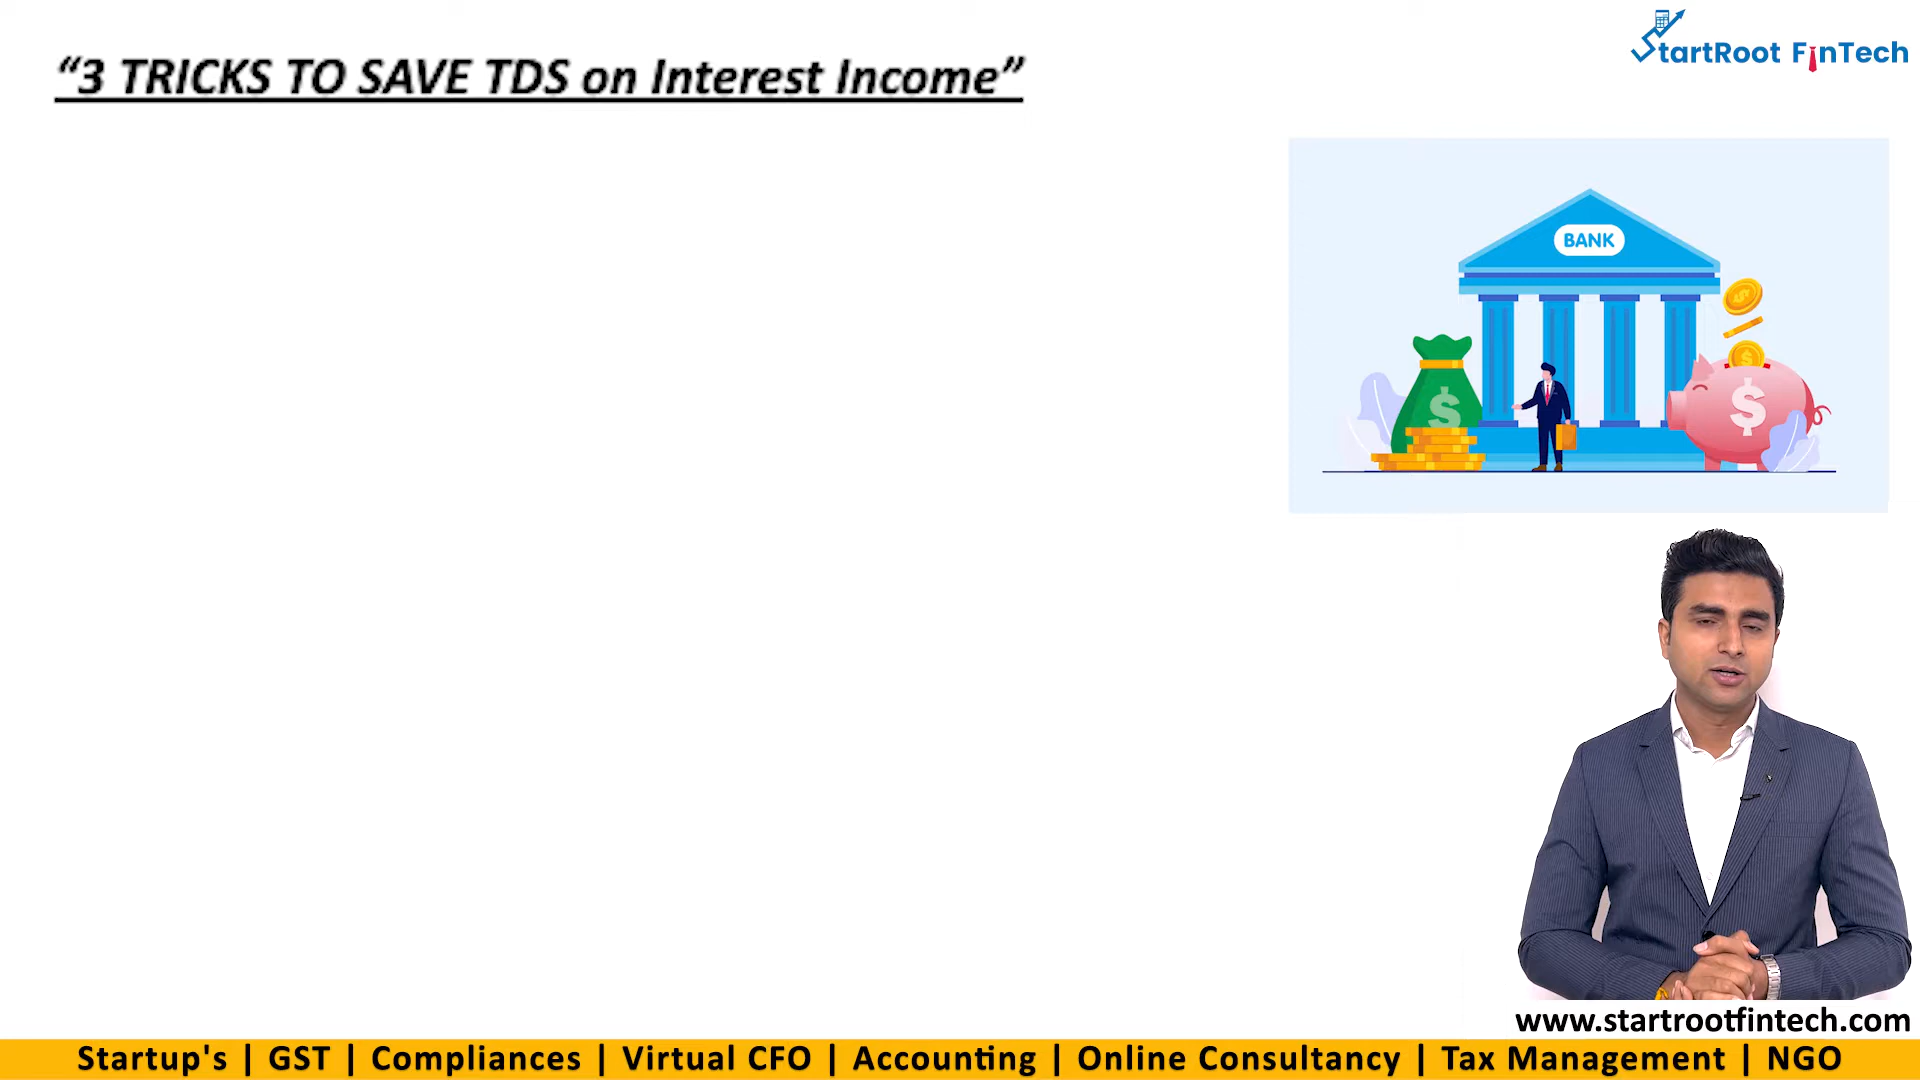 StartRoot FinTech
“3 TRICKS TO SAVE TDS on Interest Income”
BANK
$
$
www.startrootfintech.com
Startup's | GST | Compliances | Virtual CFO | Accounting | Online Consultancy | Tax Management | NGO